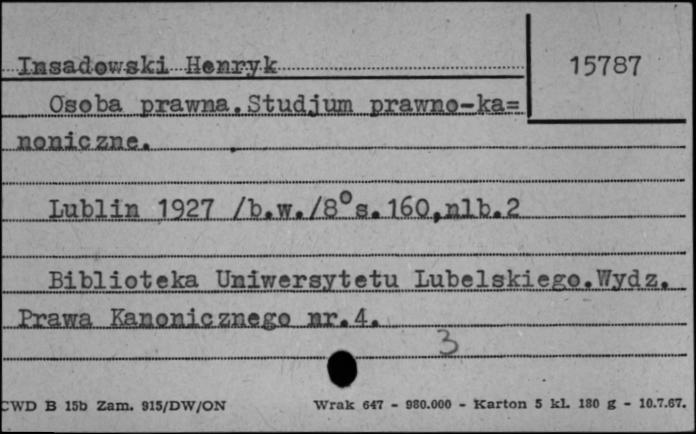 Insadowski Henryk
15787
Osoba prawna.Studjum prawno-ka=
noniczne.
Lublin 1927 /b.w./8° s.160,nlb.2
Biblioteka Uniwersytetu Lubelskiego.Wydz.
Prawa Kanonicznego nr.4.
3
CWD B 15b Zam. 915/DW/ON Wrak 647 - 980.000 - Karton 5 kl. 180 g - 10.7.67.